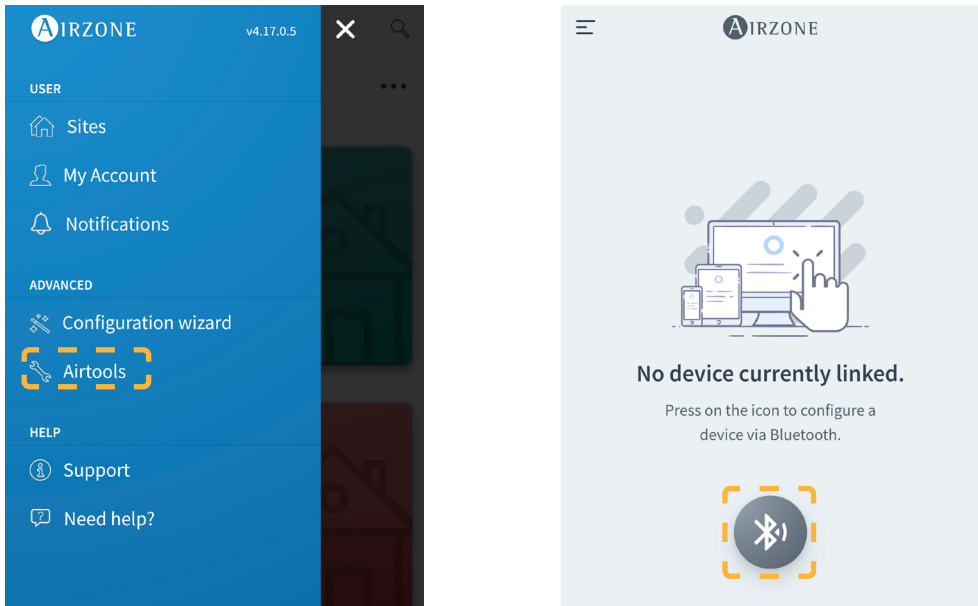 AIRZONE
v4.17.0.5
USER
Sites
My Account
Notifications
ADVANCED
Configuration wizard
Airtools
HELP
Support
Need help?
AIRZONE
No device currently linked.
Press on the icon to configure a
device via Bluetooth.